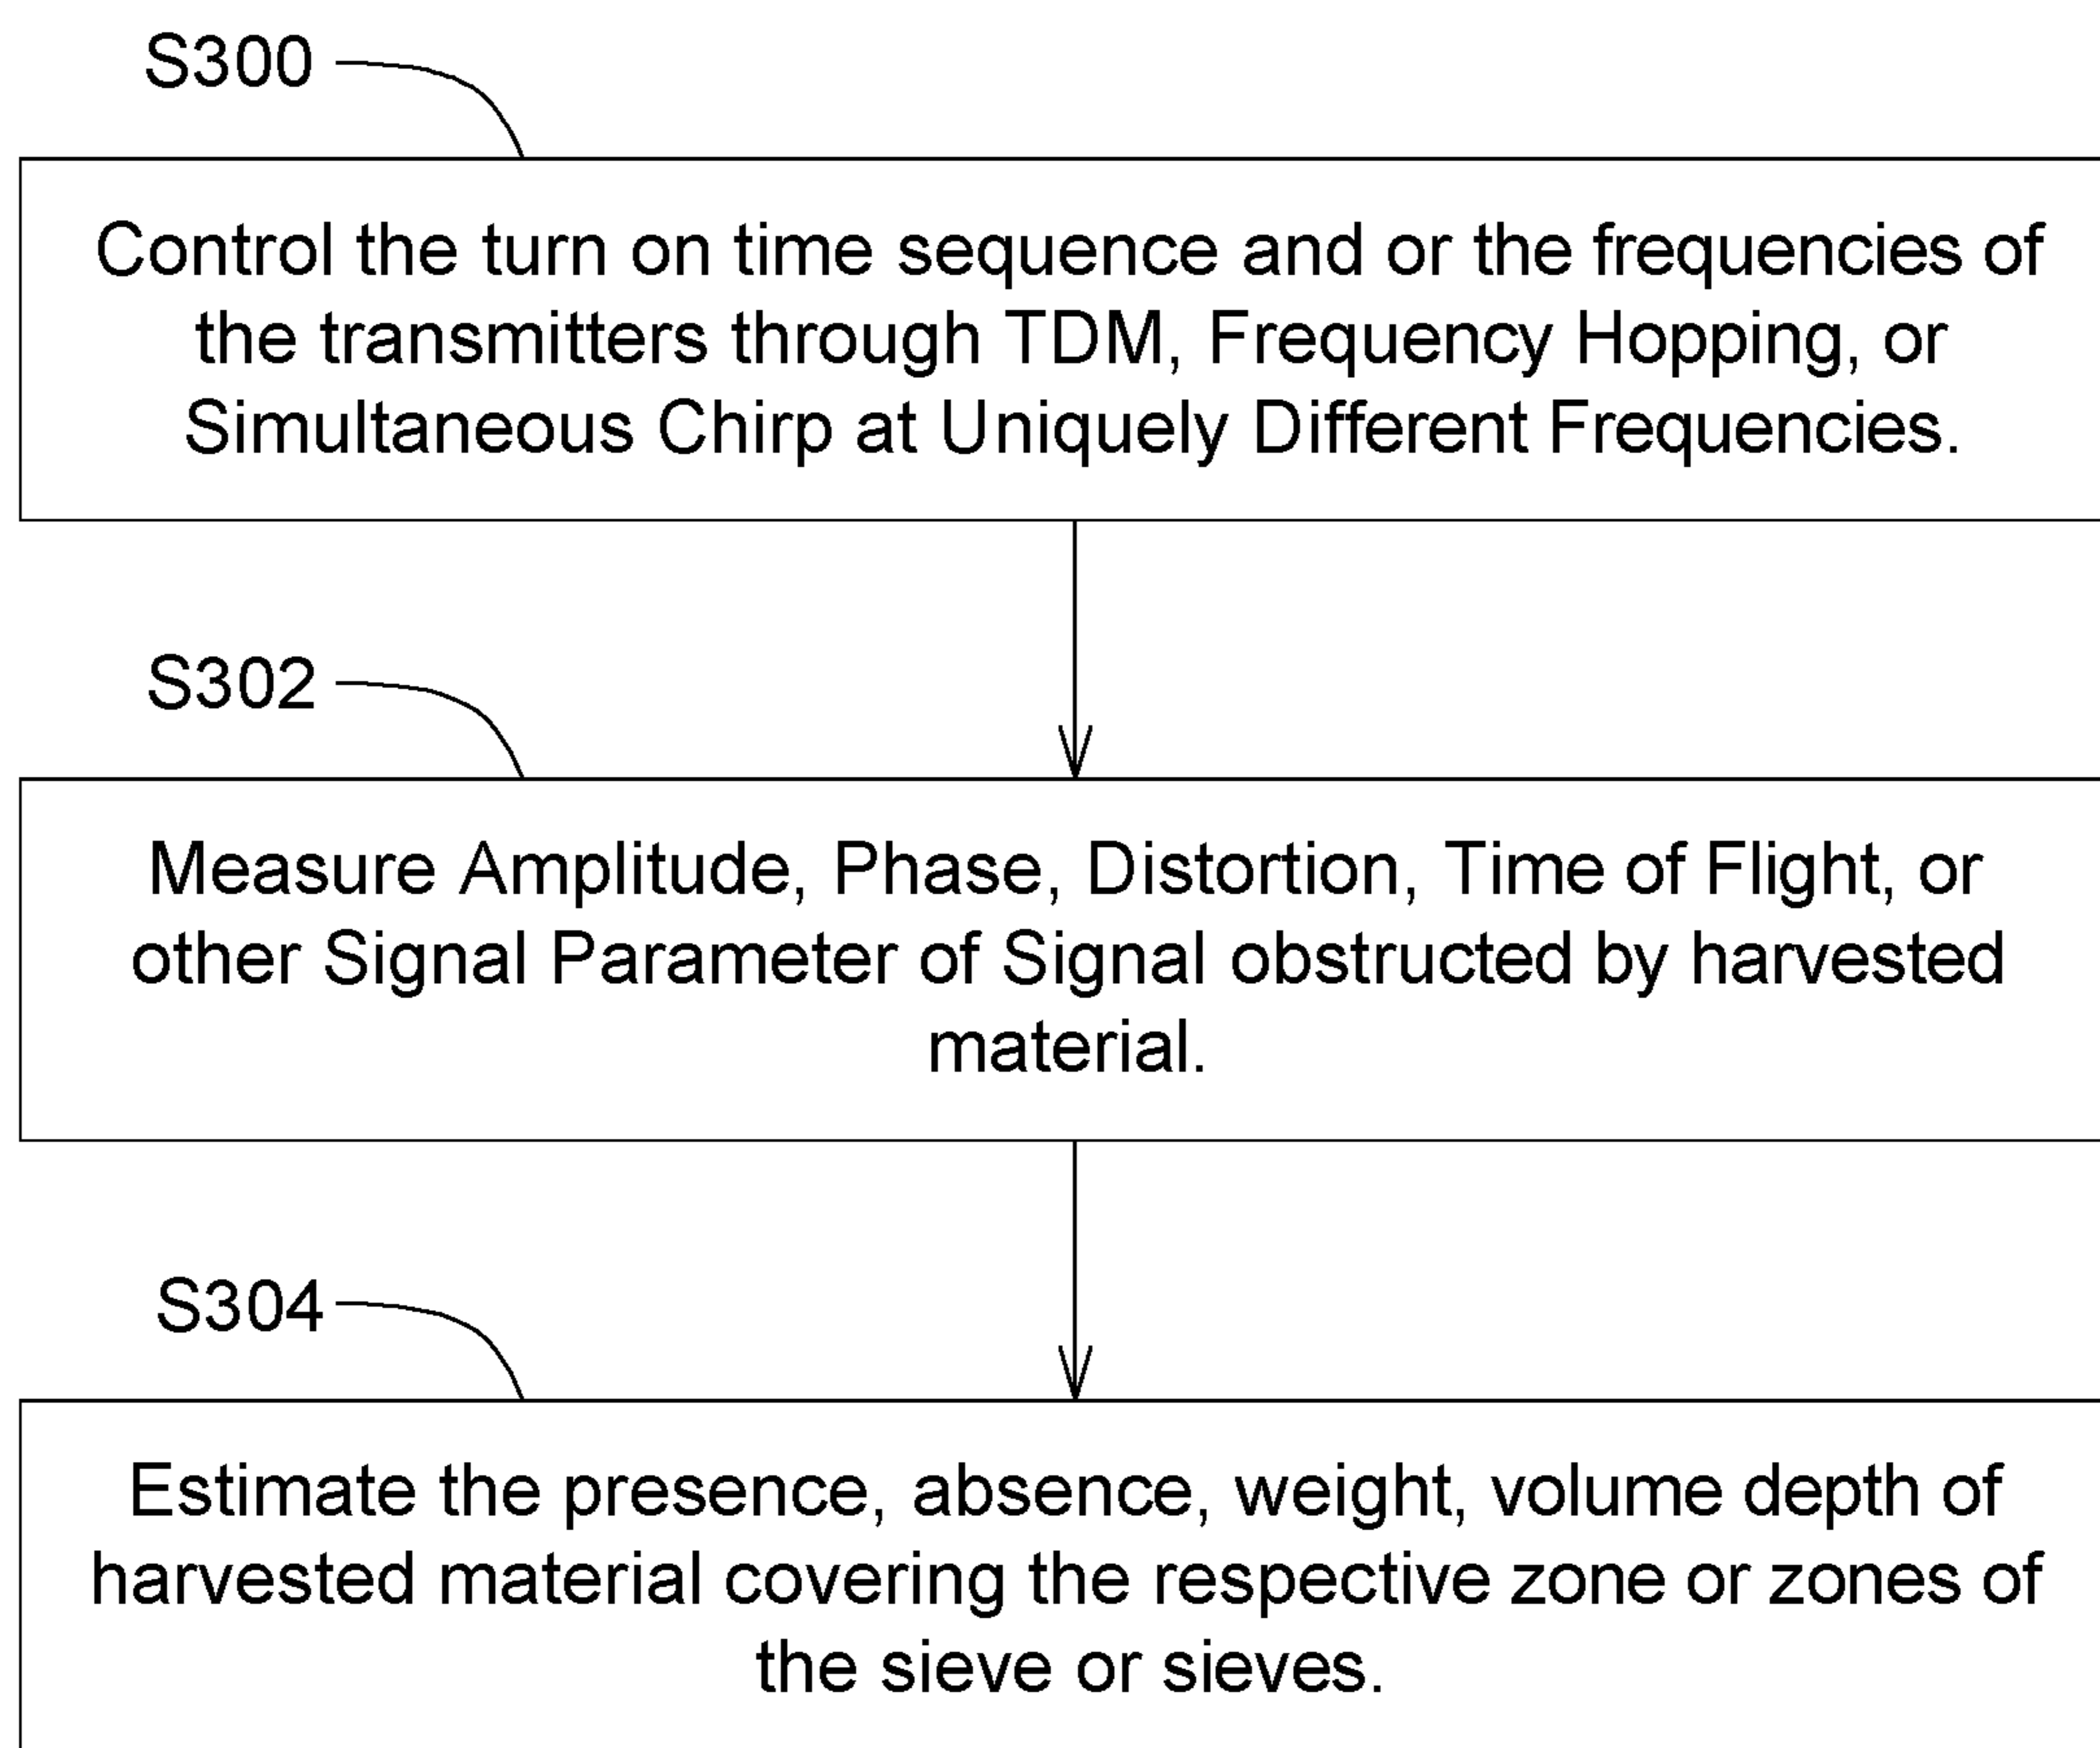 S300
Control the turn on time sequence and or the frequencies of
the transmitters through TDM, Frequency Hopping, or
Simultaneous Chirp at Uniquely Different Frequencies.
S302
Measure Amplitude, Phase, Distortion, Time of Flight, or
other Signal Parameter of Signal obstructed by harvested
material.
S304
Estimate the presence, absence, weight, volume depth of
harvested material covering the respective zone or zones of
the sieve or sieves.